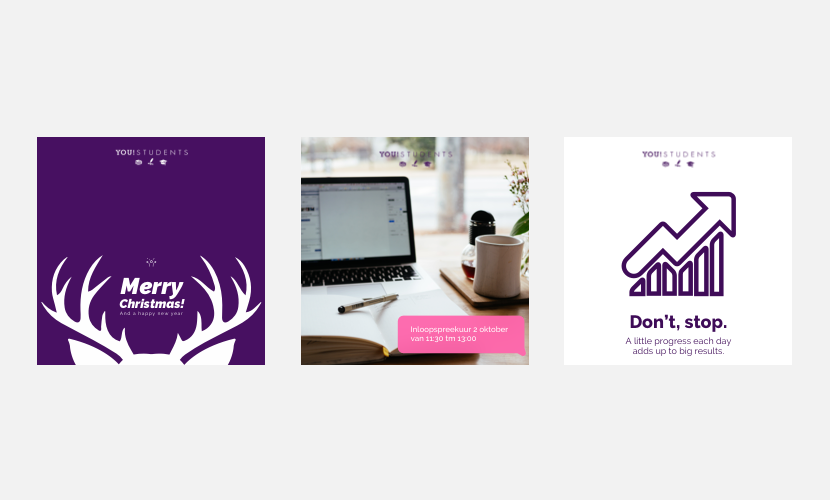 YOU!STUDENTS
Merry
Christmas!
And a happy new year
YOU!STUDENTS
Inloopspreekuur 2 oktober
van 11:30 tm 13:00
YOU!STUDENTS
Don't, stop.
A little progress each day
adds up to big results.